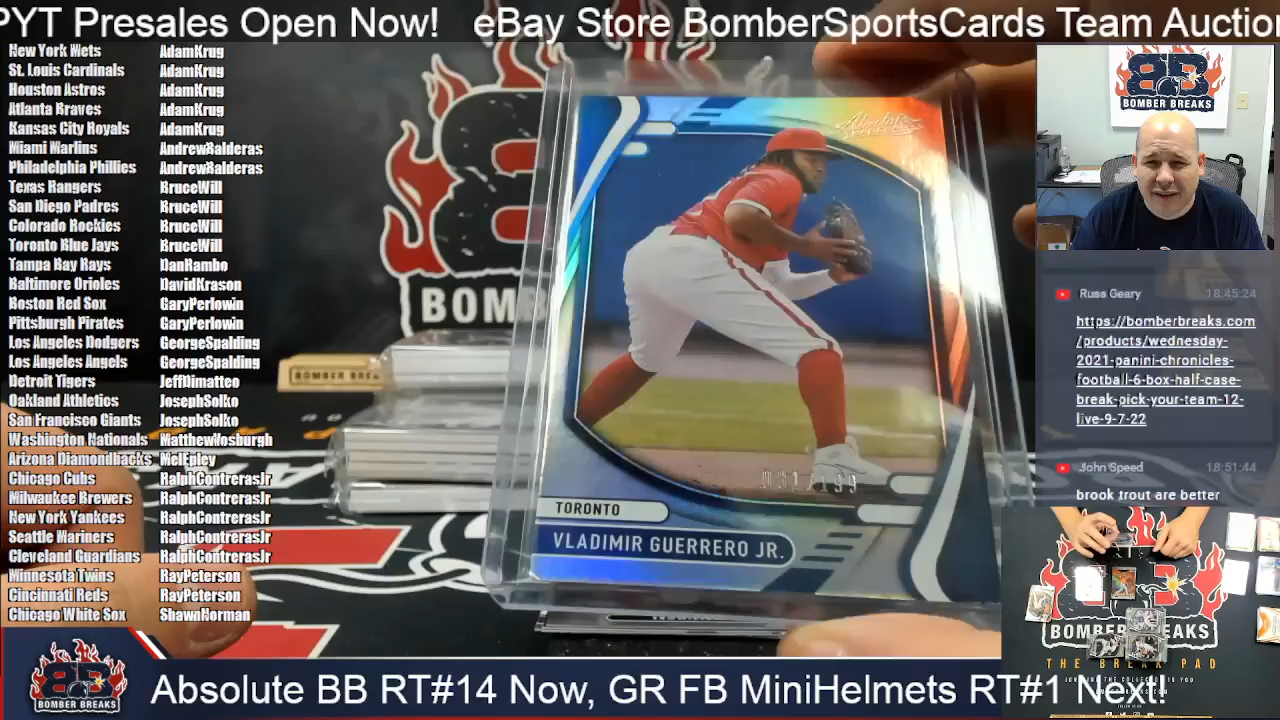 PYT Presales Open Now! eBay Store BomberSportsCards Team Auction
New York Mets AdamKrug
St. Louis Cardinals AdamKrug
Houston Astros AdamKrug
Atlanta Braves AdamKrug
Kansas City Royals AdamKrug
Miami Marlins AndrewBalderas
Philadelphia Phillies AndrewBalderas
Texas Rangers BruceWill
San Diego Padres BruceWill
Colorado Rockies BruceWill
Toronto Blue Jays BruceWill
Tampa Bay Rays DanRambo
Baltimore Orioles DavidKrason
Boston Red Sox GaryPerlowin
Pittsburgh Pirates GaryPerlowin
Los Angeles Dodgers GeorgeSpalding
Los Angeles Angels GeorgeSpalding
Detroit Tigers JeffDimatteo
Oakland Athletics JosephSolko
San Francisco Giants JosephSolko
Washington Nationals MatthewVosburgh
Arizona Diamondbacks McIEpley
Chicago Cubs RalphContrerasJr
Milwaukee Brewers RalphContrerasJr
New York Yankees RalphContrerasJr
Seattle Mariners RalphContrerasJr
Cleveland Guardians RalphContrerasJr
Minnesota Twins RayPeterson
Cincinnati Reds RayPeterson
Chicago White Sox ShawnHorman
BOMB
BOMBER BREA
Absolute
TORONTO
VLADIMIR GUERRERO JR.
BOMBER BREAKS
Russ Geary 18:45:24
https://bomberbreaks.com
/products/wednesday-
2021-panini-chronicles-
football-6-box-half-case-
break-pick-your-team-12-
live-9-7-22
John Speed 18:51:44
brook trout are better
BOMBER BREAKS
THE BREAK PAD
BOMBER BREAKS
Absolute BB RT#14 Now, GR FB MiniHelmets RT#1 Next!